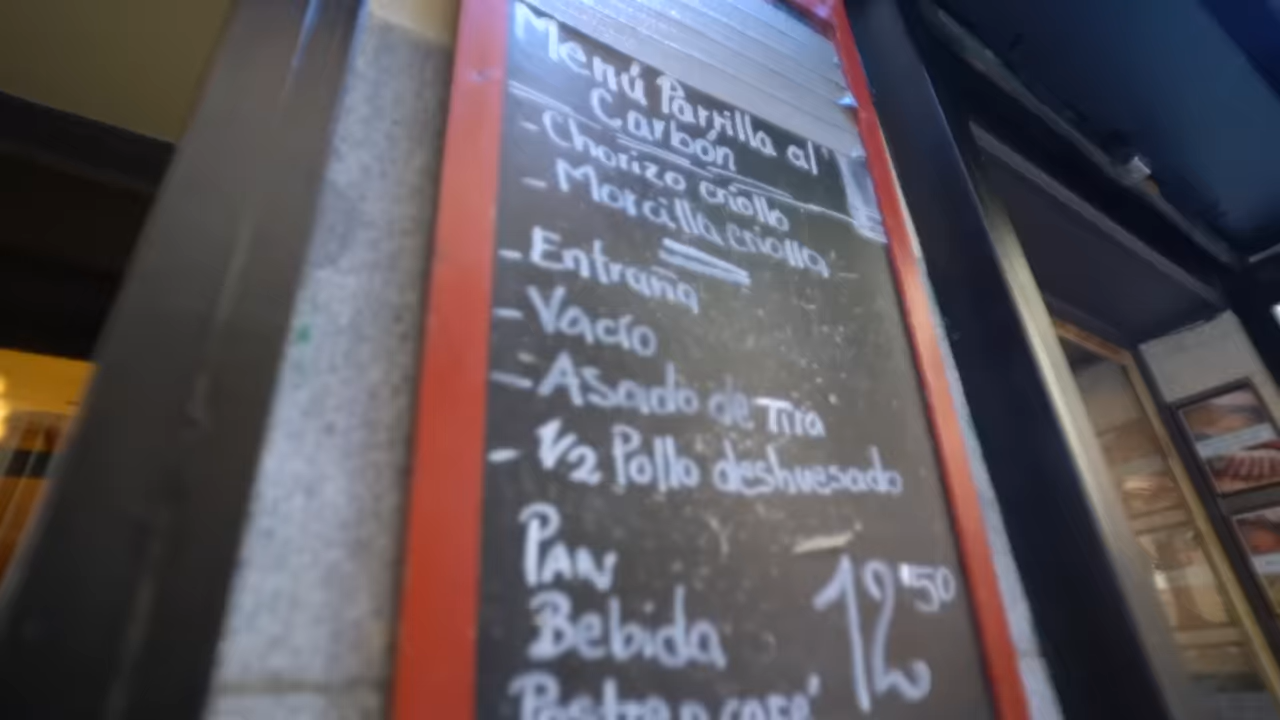 Menú Parrilla al
Carbón
- Chorizo criollo
- Morcilla criolla
- Entraña
- Vacío
- Asado de Tira
- 1/2 Pollo deshuesado
Pan
Bebida
12'50
Postre o café